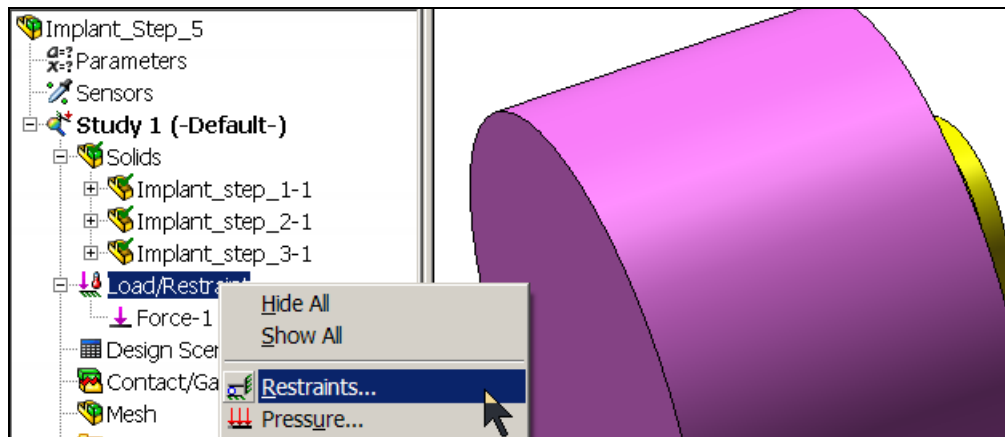 Implant_Step_5
a=?
x=? Parameters
Sensors
Study 1 (-Default-)
Solids
Implant_step_1-1
Implant_step_2-1
Implant_step_3-1
Load/Restraint
Force-1
Design Scen
Contact/Ga
Mesh
Hide All
Show All
Restraints...
Pressure...